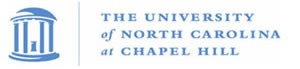 THE UNIVERSITY
of NORTH CAROLINA
at CHAPEL HILL